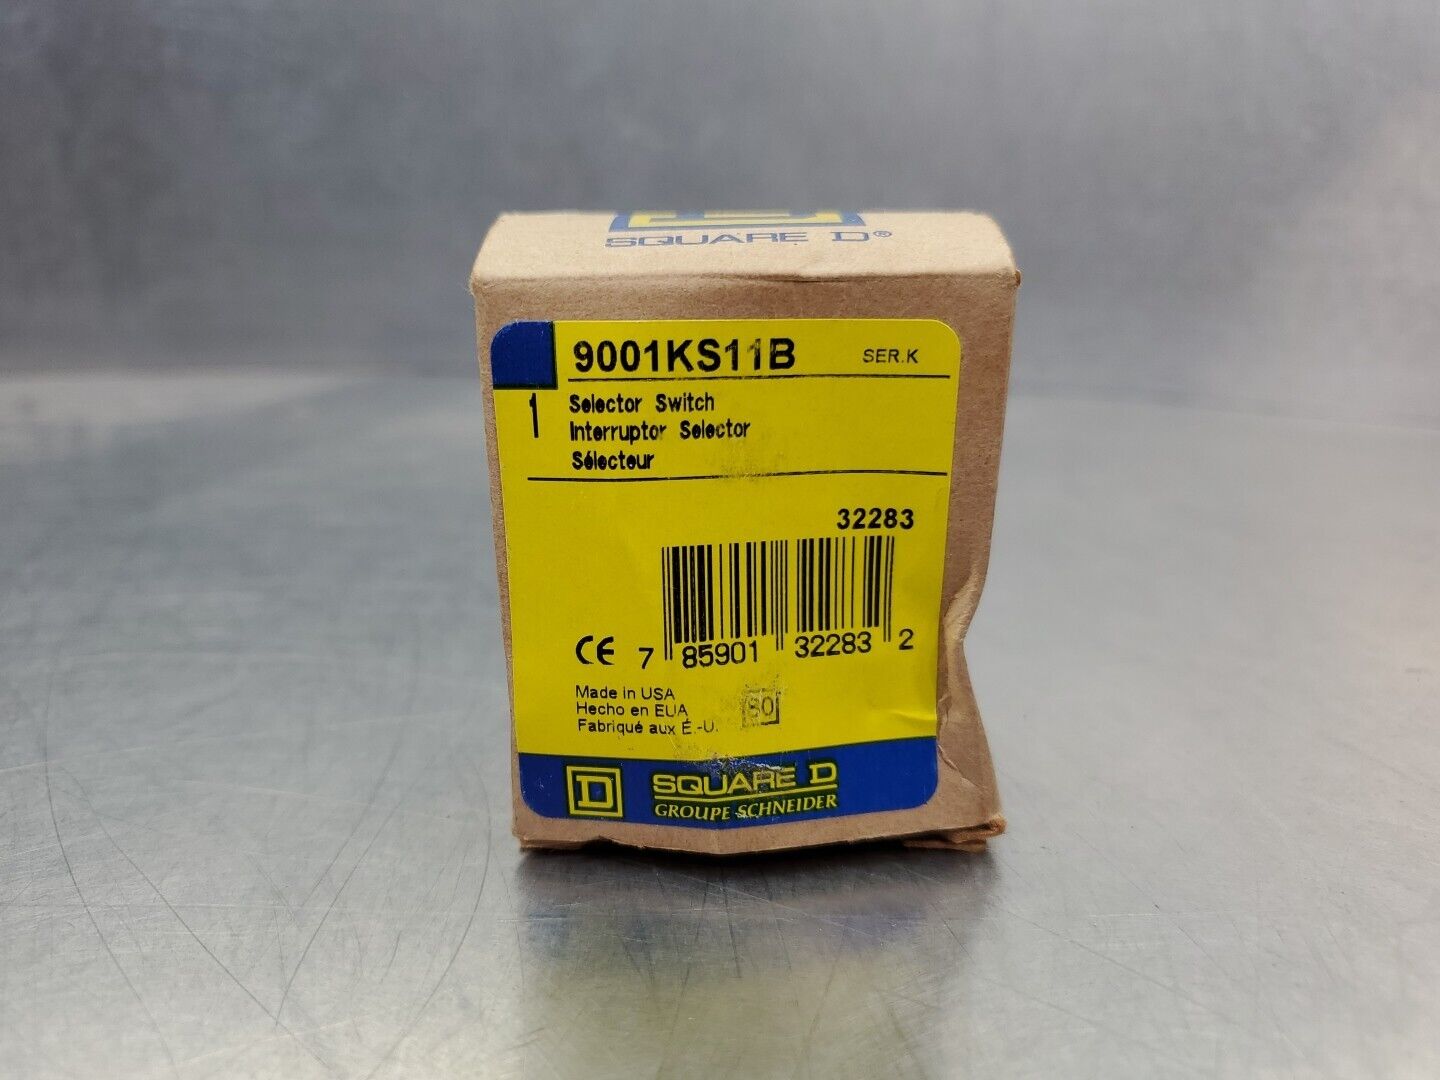 SQUARE D®
9001KS11B SER.K
1 Selector Switch
Interruptor Selector
Sélecteur
32283
CE 7 85901 32283 2
Made in USA
Hecho en EUA
Fabriqué aux É.-U.
D SQUARE D
GROUPE SCHNEIDER